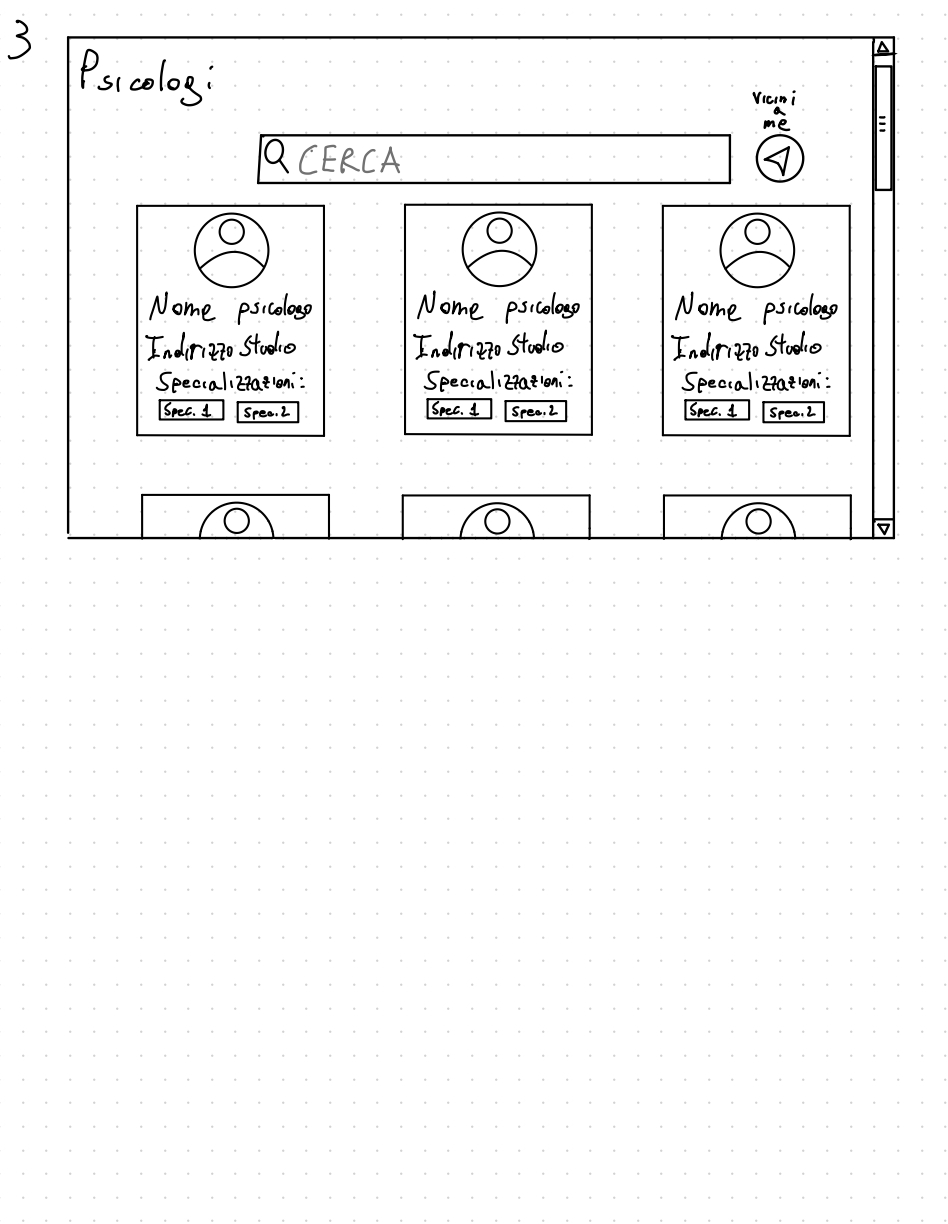 3
Psicologi
Vicini
a
me
CERCA
Nome psicologo
Indirizzo Studio
Specializzazioni:
Spec. 1 Spec. 2
Nome psicologo
Indirizzo Studio
Specializzazioni:
Spec. 1 Spec. 2
Nome psicologo
Indirizzo Studio
Specializzazioni:
Spec. 1 Spec. 2